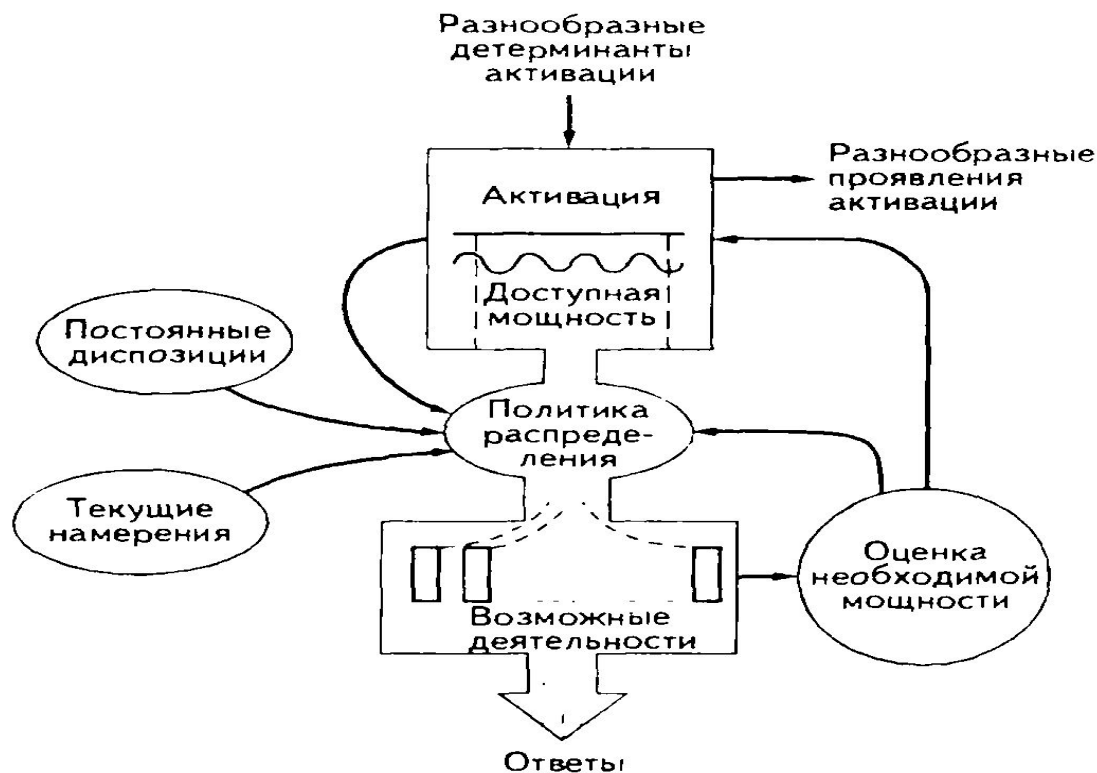 Разнообразные
детерминанты
активации
Активация
Разнообразные
проявления
активации
Доступная
мощность
Постоянные
диспозиции
Политика
распреде-
ления
Текущие
намерения
Оценка
необходимой
мощности
Возможные
деятельности
Ответы